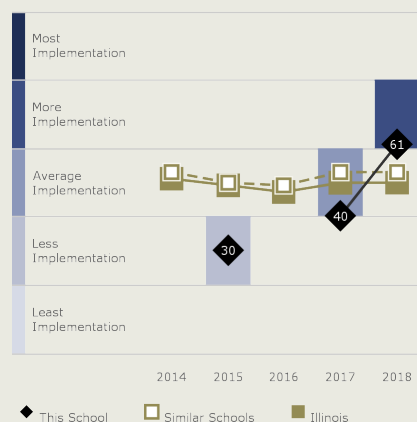 Most
Implementation
More
Implementation
61
Average
Implementation
40
Less
Implementation
30
Least
Implementation
2014 2015 2016 2017 2018
This School Similar Schools Illinois